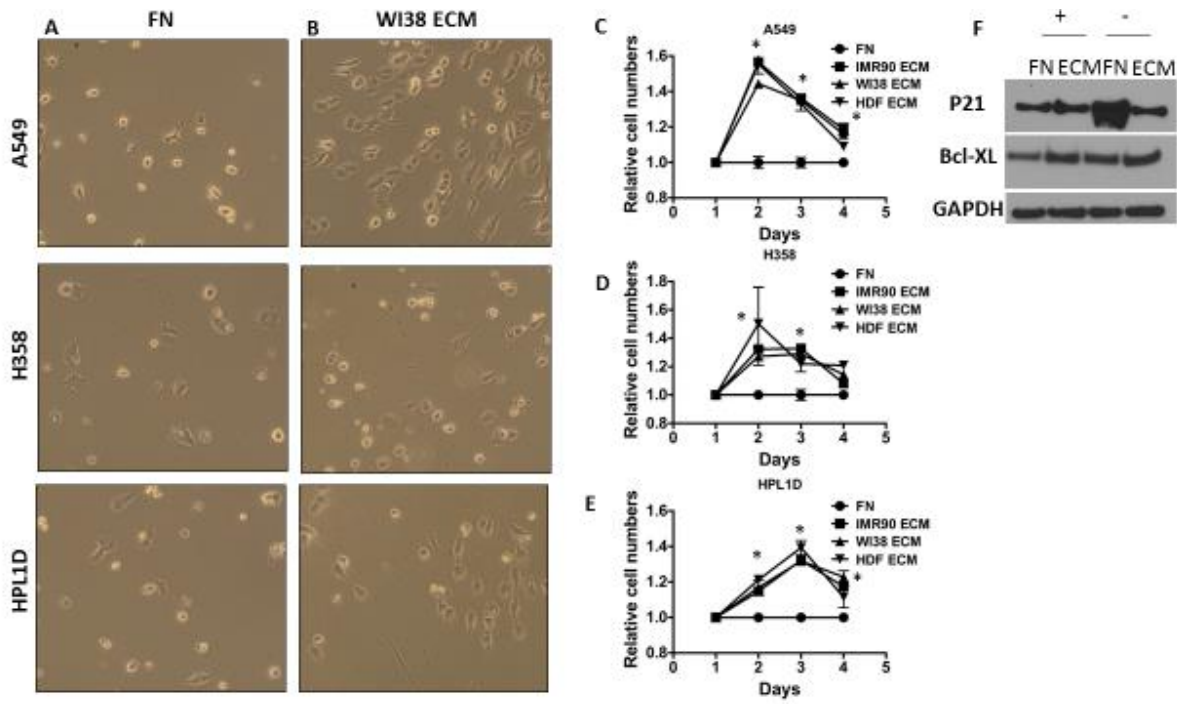 A FN B WI38 ECM
A549
H358
HPL1D
C A549
Relative cell numbers
1.6
1.4
1.2
1.0
0.8
0 1 2 3 4 5
Days
* * *
FN
IMR90 ECM
WI38 ECM
HDF ECM
D H358
Relative cell numbers
1.8
1.6
1.4
1.2
1.0
0.8
0 1 2 3 4 5
Days
* *
FN
IMR90 ECM
WI38 ECM
HDF ECM
E HPL1D
Relative cell numbers
1.6
1.4
1.2
1.0
0.8
0 1 2 3 4 5
Days
* * *
FN
IMR90 ECM
WI38 ECM
HDF ECM
F + -
FN ECM FN ECM
P21
Bcl-XL
GAPDH